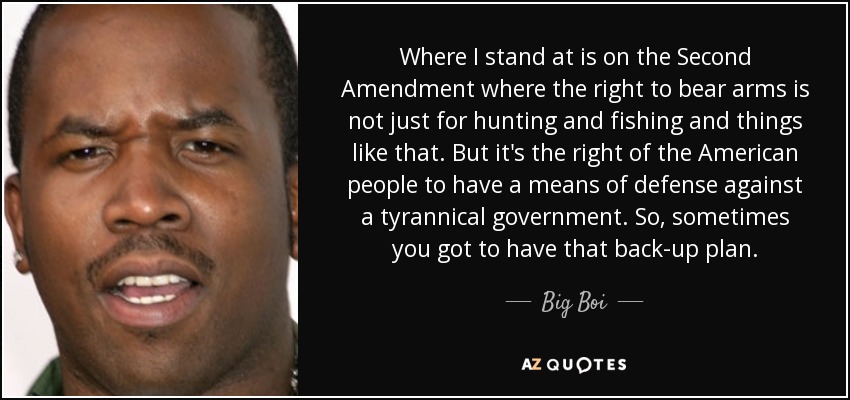 Where I stand at is on the Second
Amendment where the right to bear arms is
not just for hunting and fishing and things
like that. But it's the right of the American
people to have a means of defense against
a tyrannical government. So, sometimes
you got to have that back-up plan.
Big Boi
AZ QUOTES